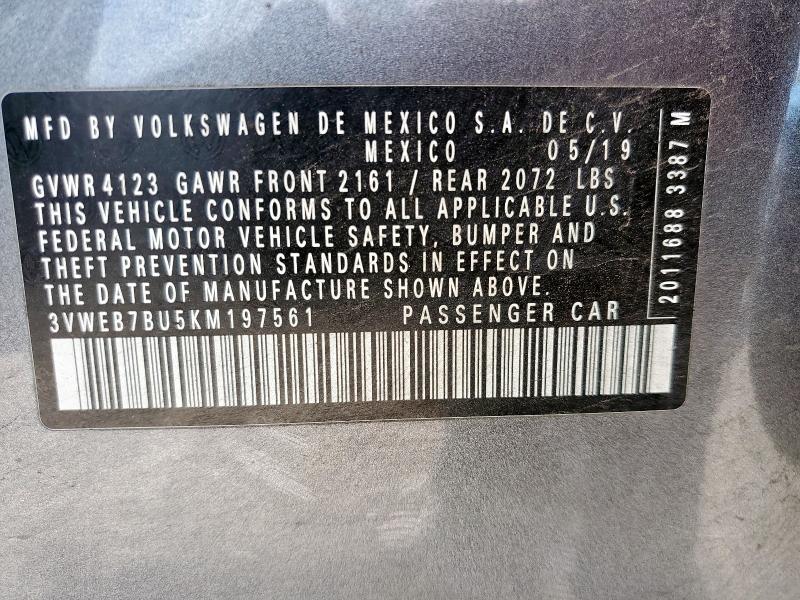 MFD BY VOLKSWAGEN DE MEXICO S.A. DE C.V.
MEXICO 05/19
GVWR 4123 GAWR FRONT 2161 / REAR 2072 LBS
THIS VEHICLE CONFORMS TO ALL APPLICABLE U.S.
FEDERAL MOTOR VEHICLE SAFETY, BUMPER AND
THEFT PREVENTION STANDARDS IN EFFECT ON
THE DATE OF MANUFACTURE SHOWN ABOVE.
3VWEB7BU5KM197561 PASSENGER CAR
2011688 3387 M